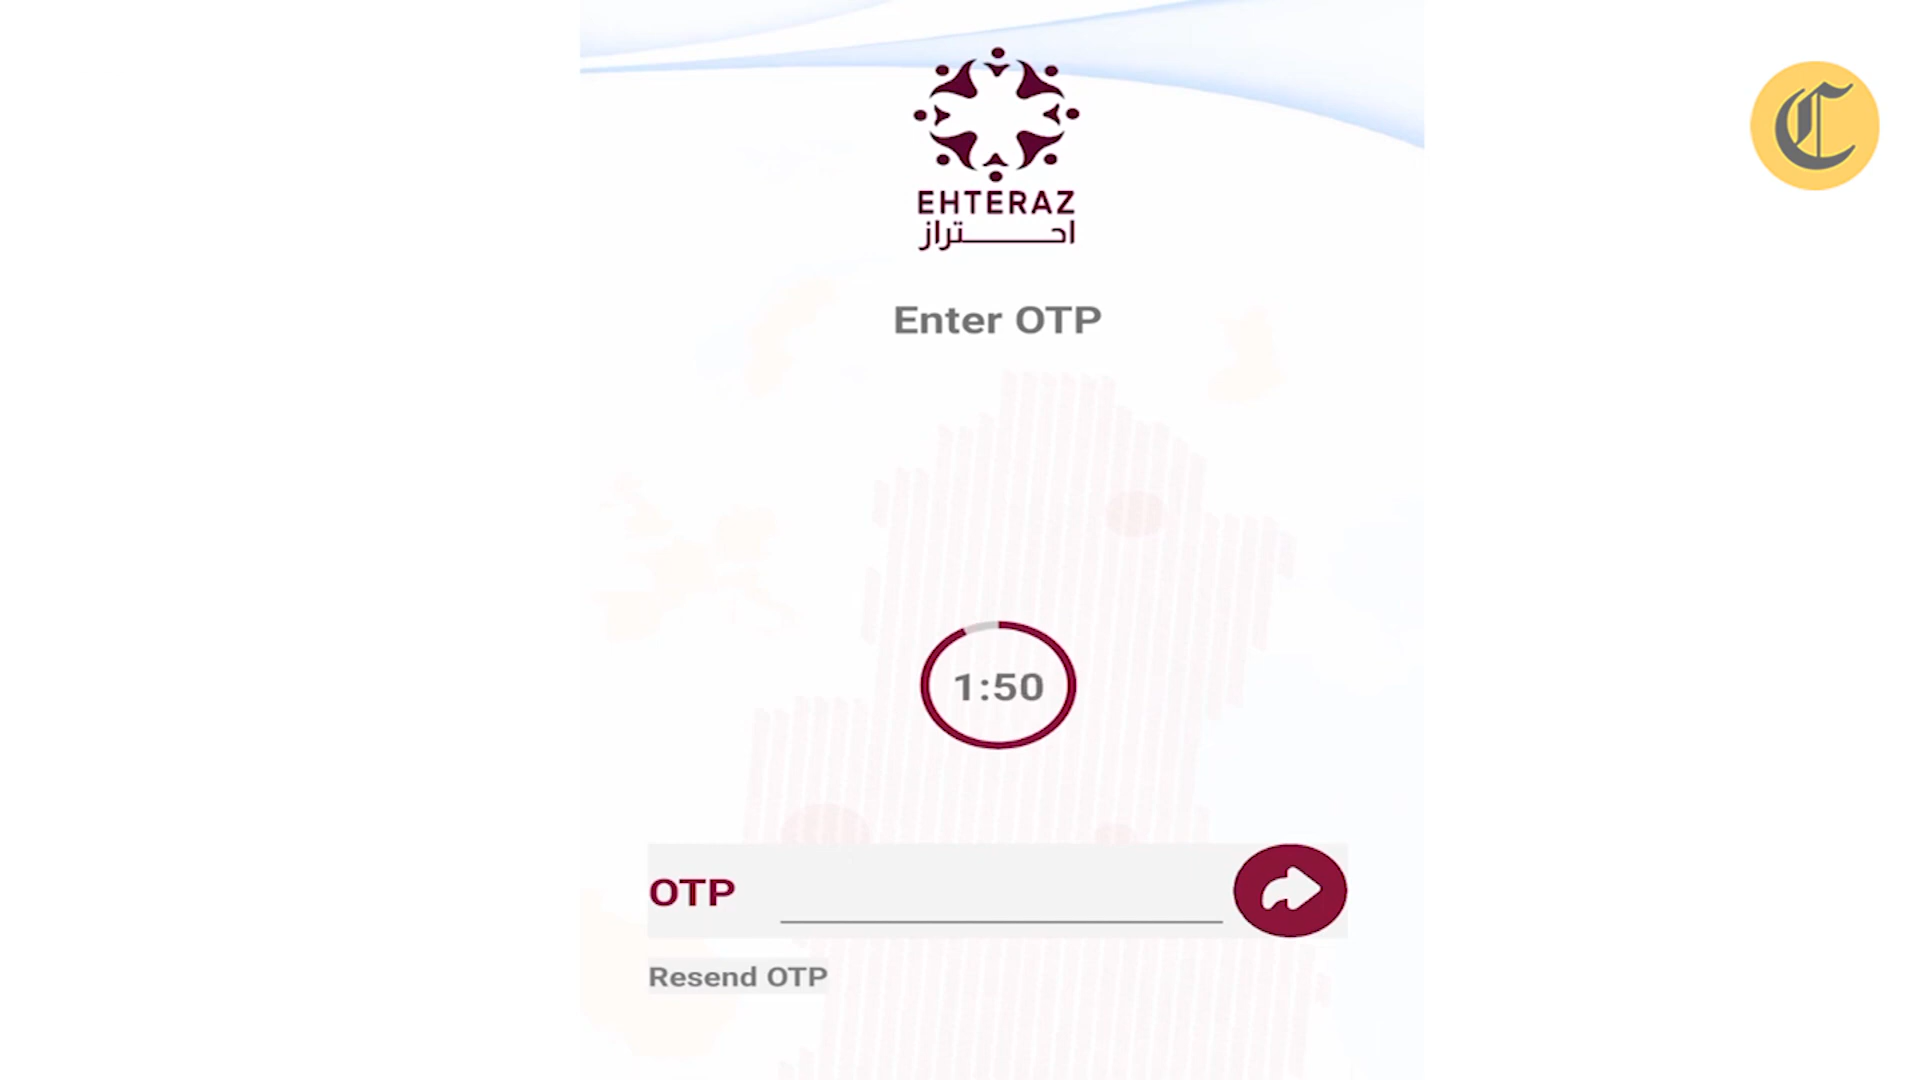 EHTERAZ
احتراز
Enter OTP
1:50
OTP
Resend OTP
C